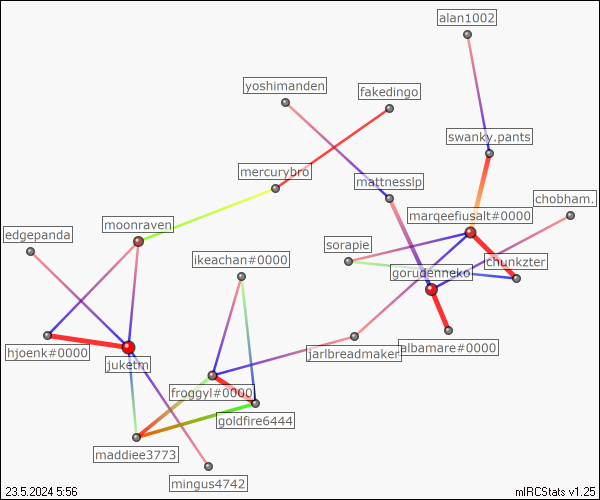 alan1002
yoshimanden
fakedingo
swanky.pants
mercurybro
mattnesslp
chobham.
marqeefiusalt#0000
moonraven
edgepanda
sorapie
ikeachan#0000
chunkzter
gorudenneko
hjoenk#0000
albamare#0000
jarlbreadmaker
juketm
froggyl#0000
goldfire6444
maddiee3773
mingus4742
23.5.2024 5:56
mIRCStats v1.25